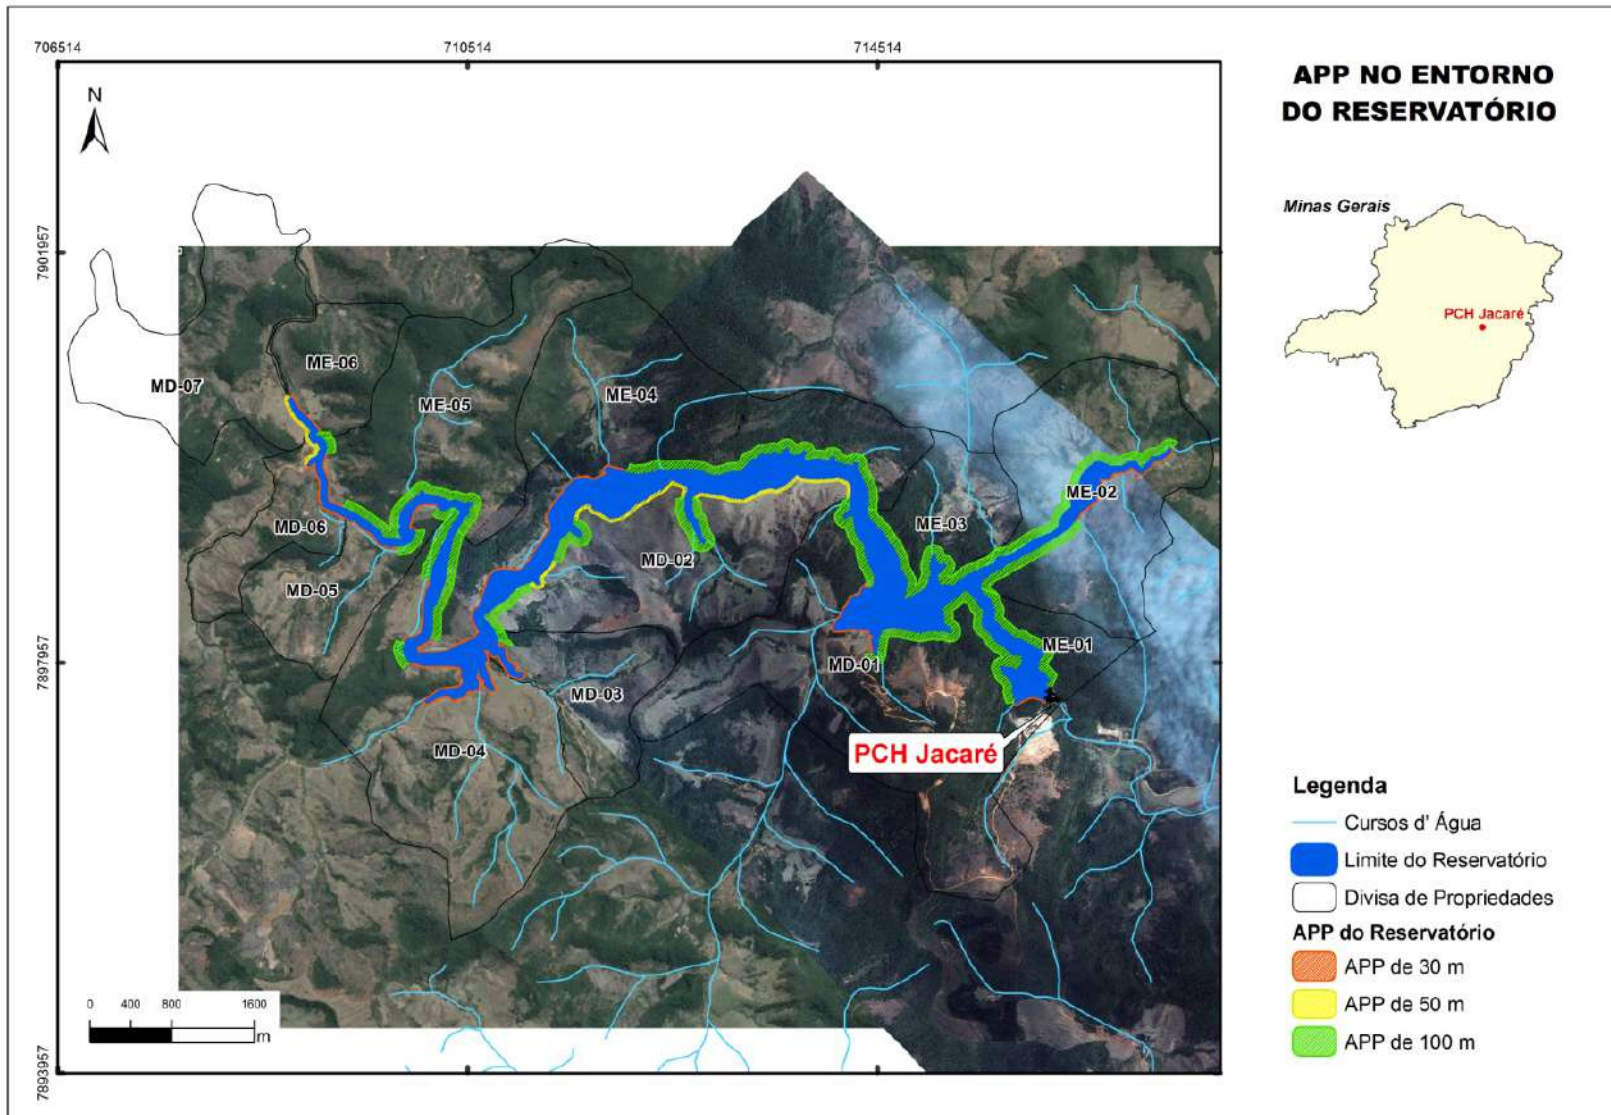 706514
710514
714514
APP NO ENTORNO
DO RESERVATÓRIO
N
Minas Gerais
PCH Jacaré
7901957
7897957
7893957
ME-06
MD-07
ME-05
ME-04
ME-02
MD-06
ME-03
MD-02
MD-05
ME-01
MD-01
MD-03
MD-04
PCH Jacaré
Legenda
Cursos d' Água
Limite do Reservatório
Divisa de Propriedades
APP do Reservatório
APP de 30 m
APP de 50 m
APP de 100 m
0 400 800 1600
m